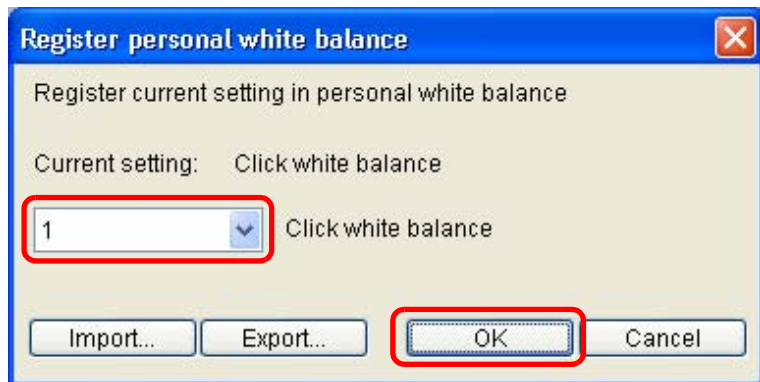 Register personal white balance
Register current setting in personal white balance
Current setting: Click white balance
1 Click white balance
Import... Export... OK Cancel